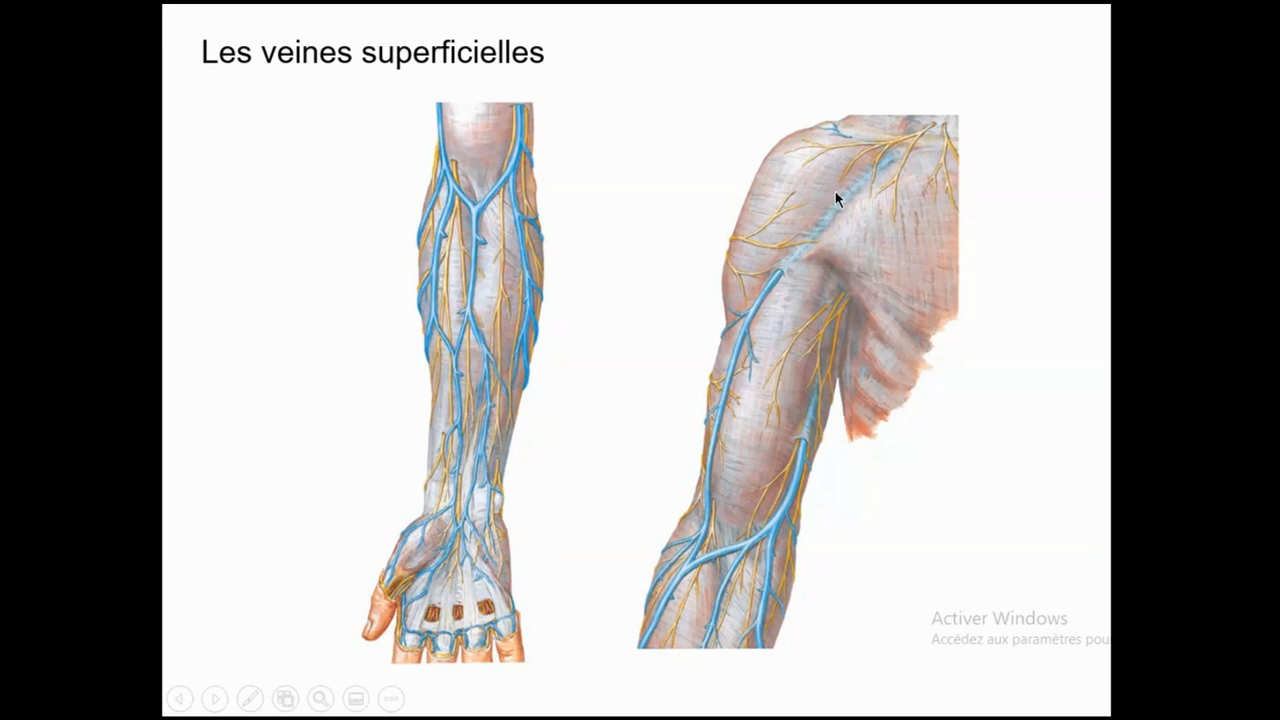 Les veines superficielles
Activer Windows
Accédez aux paramètres pou